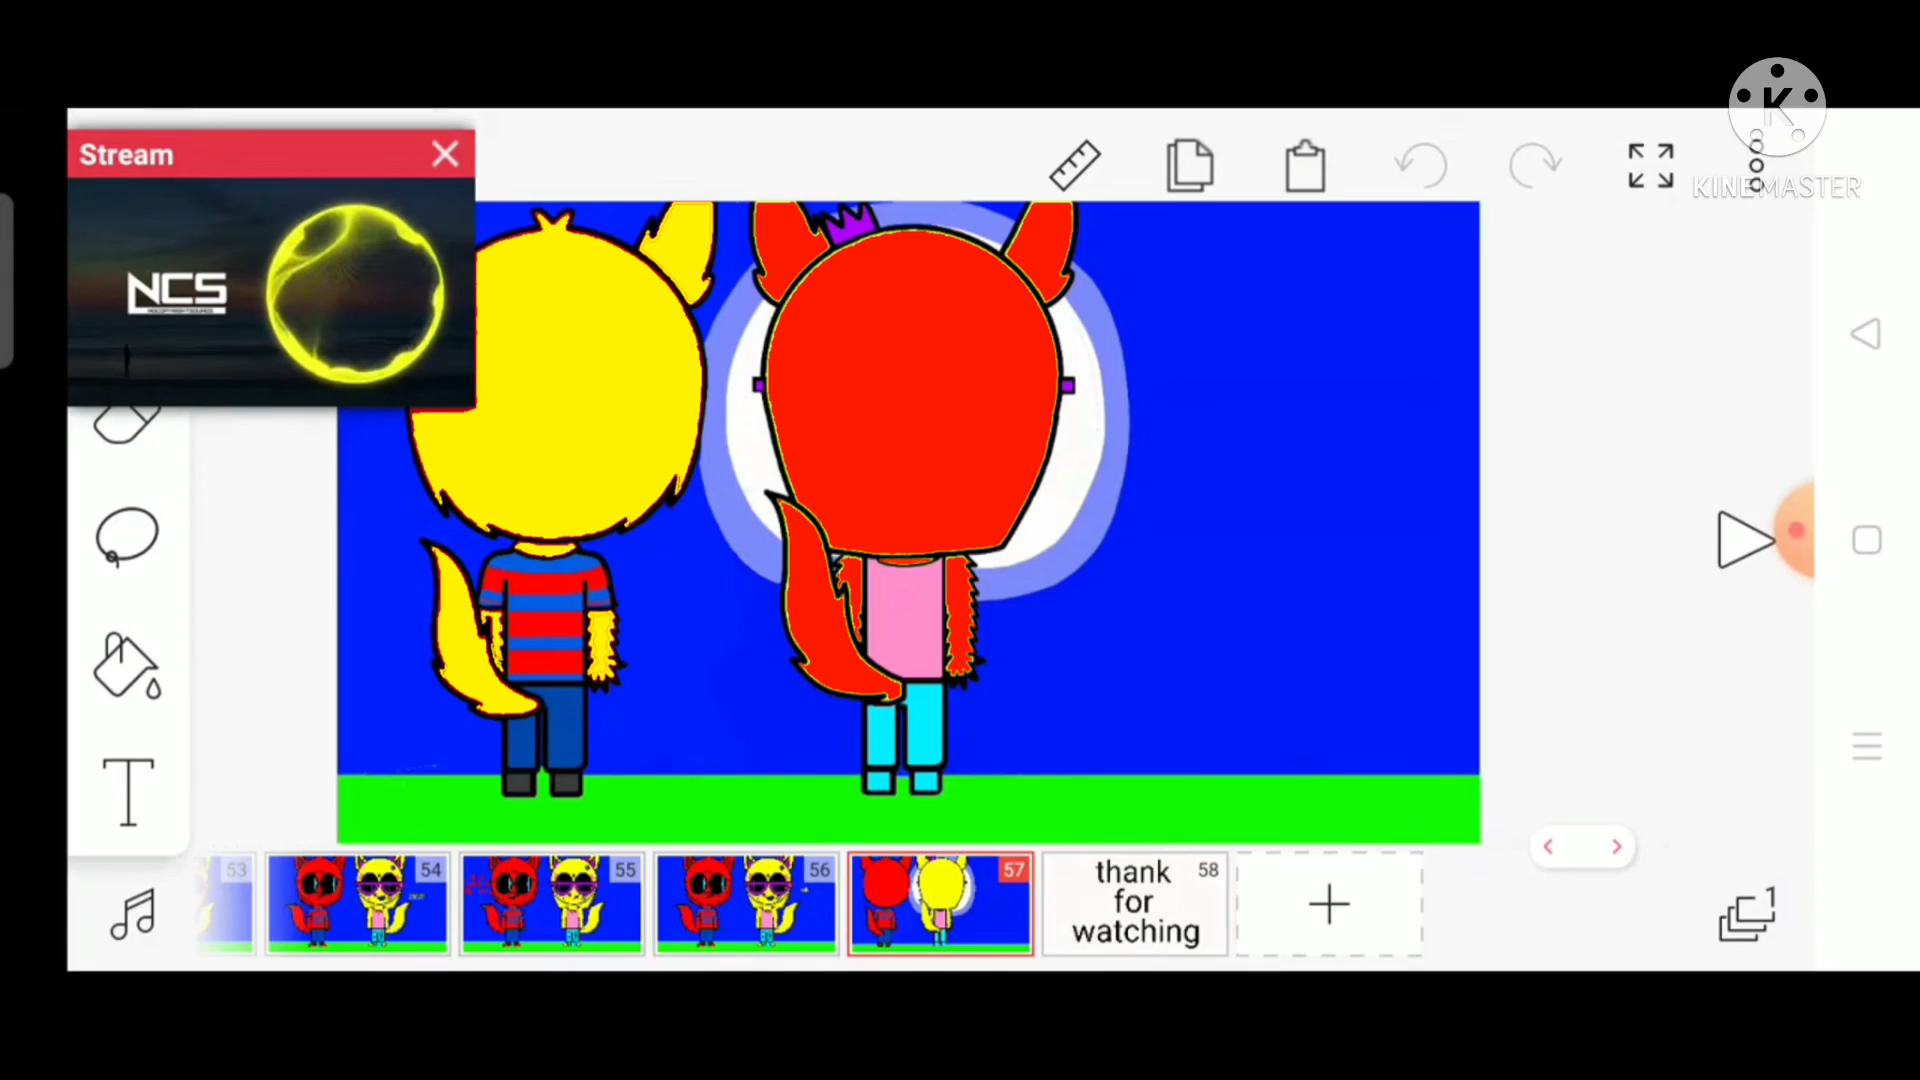 Stream
NCS
K
KINEMASTER
53
54
55
56
57
thank
for
watching
58
1